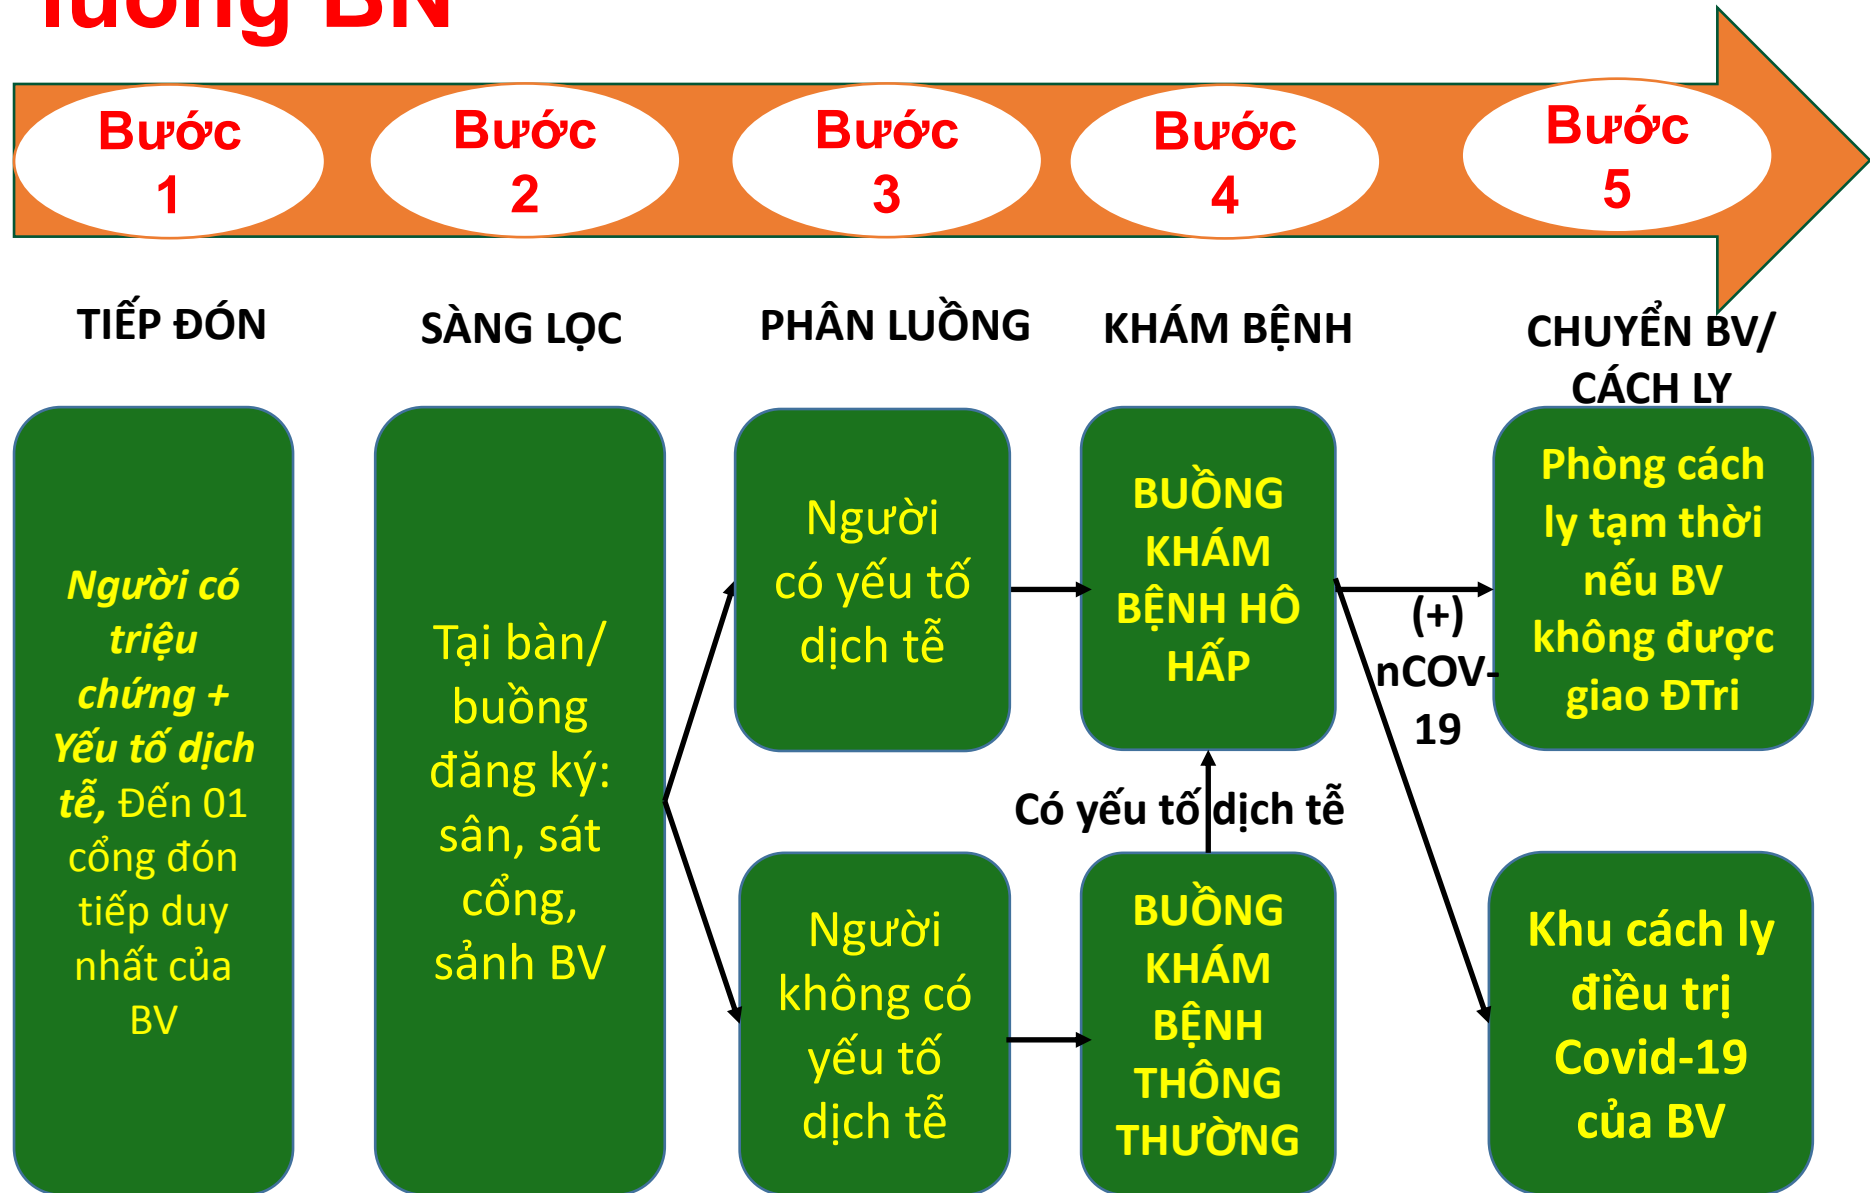 luồng BN
Bước
1
Bước
2
Bước
3
Bước
4
Bước
5
TIẾP ĐÓN
SÀNG LỌC
PHÂN LUỒNG
KHÁM BỆNH
CHUYỂN BV/
CÁCH LY
Người có
triệu
chứng +
Yếu tố dịch
tễ, Đến 01
cổng đón
tiếp duy
nhất của
BV
Tại bàn/
buồng
đăng ký:
sân, sát
cổng,
sảnh BV
Người
có yếu tố
dịch tễ
Người
không có
yếu tố
dịch tễ
BUỒNG
KHÁM
BỆNH HÔ
HẤP
Có yếu tố dịch tễ
BUỒNG
KHÁM
BỆNH
THÔNG
THƯỜNG
(+)
nCOV-
19
Phòng cách
ly tạm thời
nếu BV
không được
giao ĐTri
Khu cách ly
điều trị
Covid-19
của BV